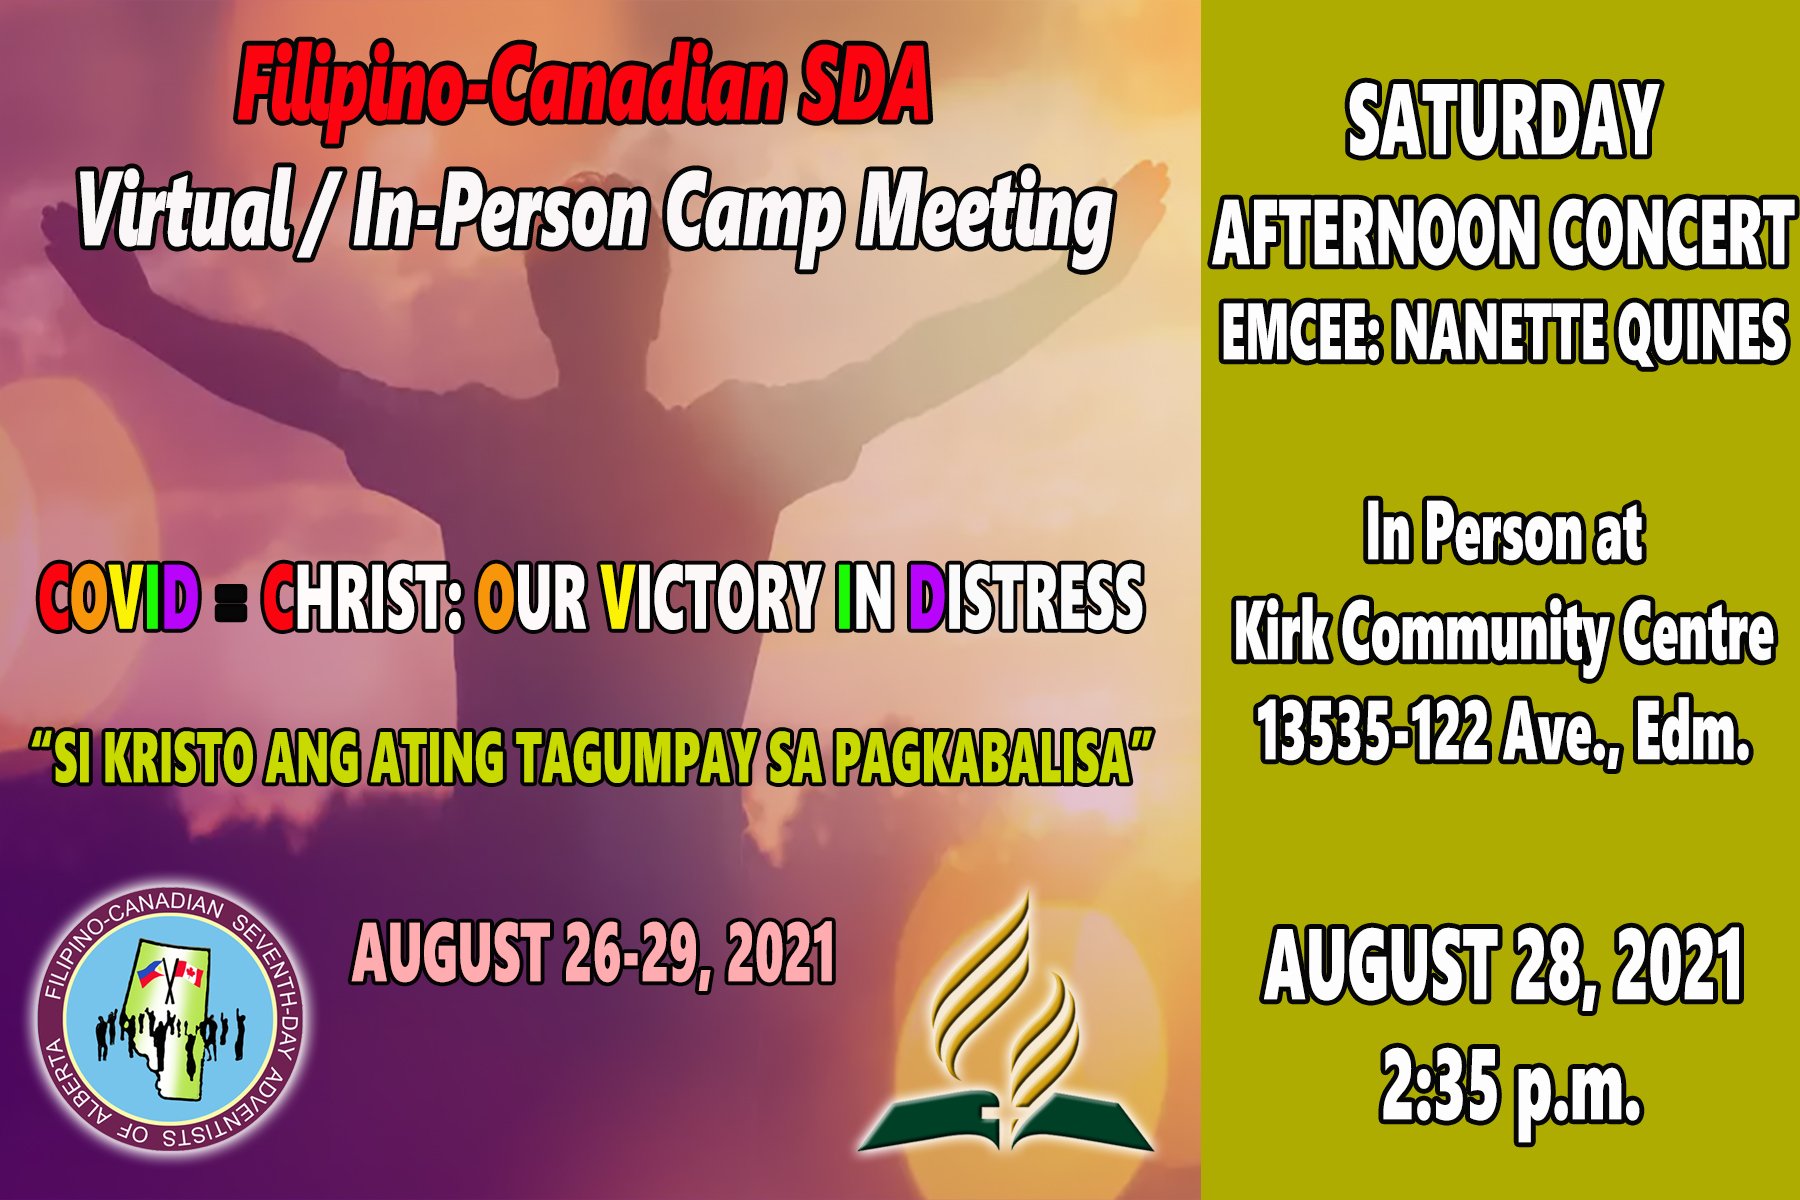 Filipino-Canadian SDA
Virtual / In-Person Camp Meeting
COVID = CHRIST: OUR VICTORY IN DISTRESS
“SI KRISTO ANG ATING TAGUMPAY SA PAGKABALISA”
AUGUST 26-29, 2021
FILIPINO-CANADIAN SEVENTH-DAY ADVENTISTS OF ALBERTA
SATURDAY
AFTERNOON CONCERT
EMCEE: NANETTE QUINES
In Person at
Kirk Community Centre
13535-122 Ave., Edm.
AUGUST 28, 2021
2:35 p.m.